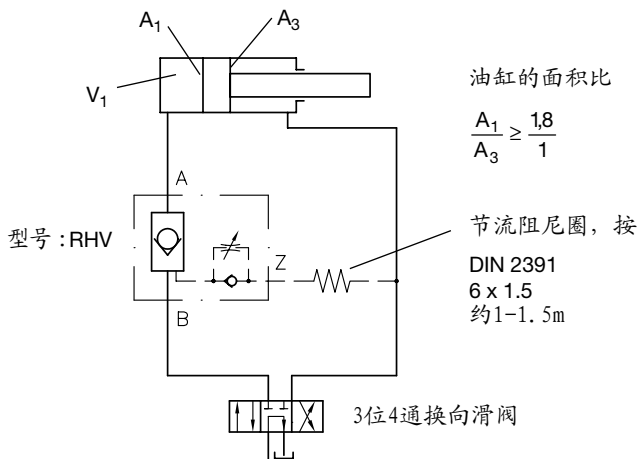 A1
A3
V1
油缸的面积比
A1/A3 ≥ 1,8/1
A
型号:RHV
Z
B
节流阻尼圈，按
DIN 2391
6 x 1.5
约1-1.5m
3位4通换向滑阀